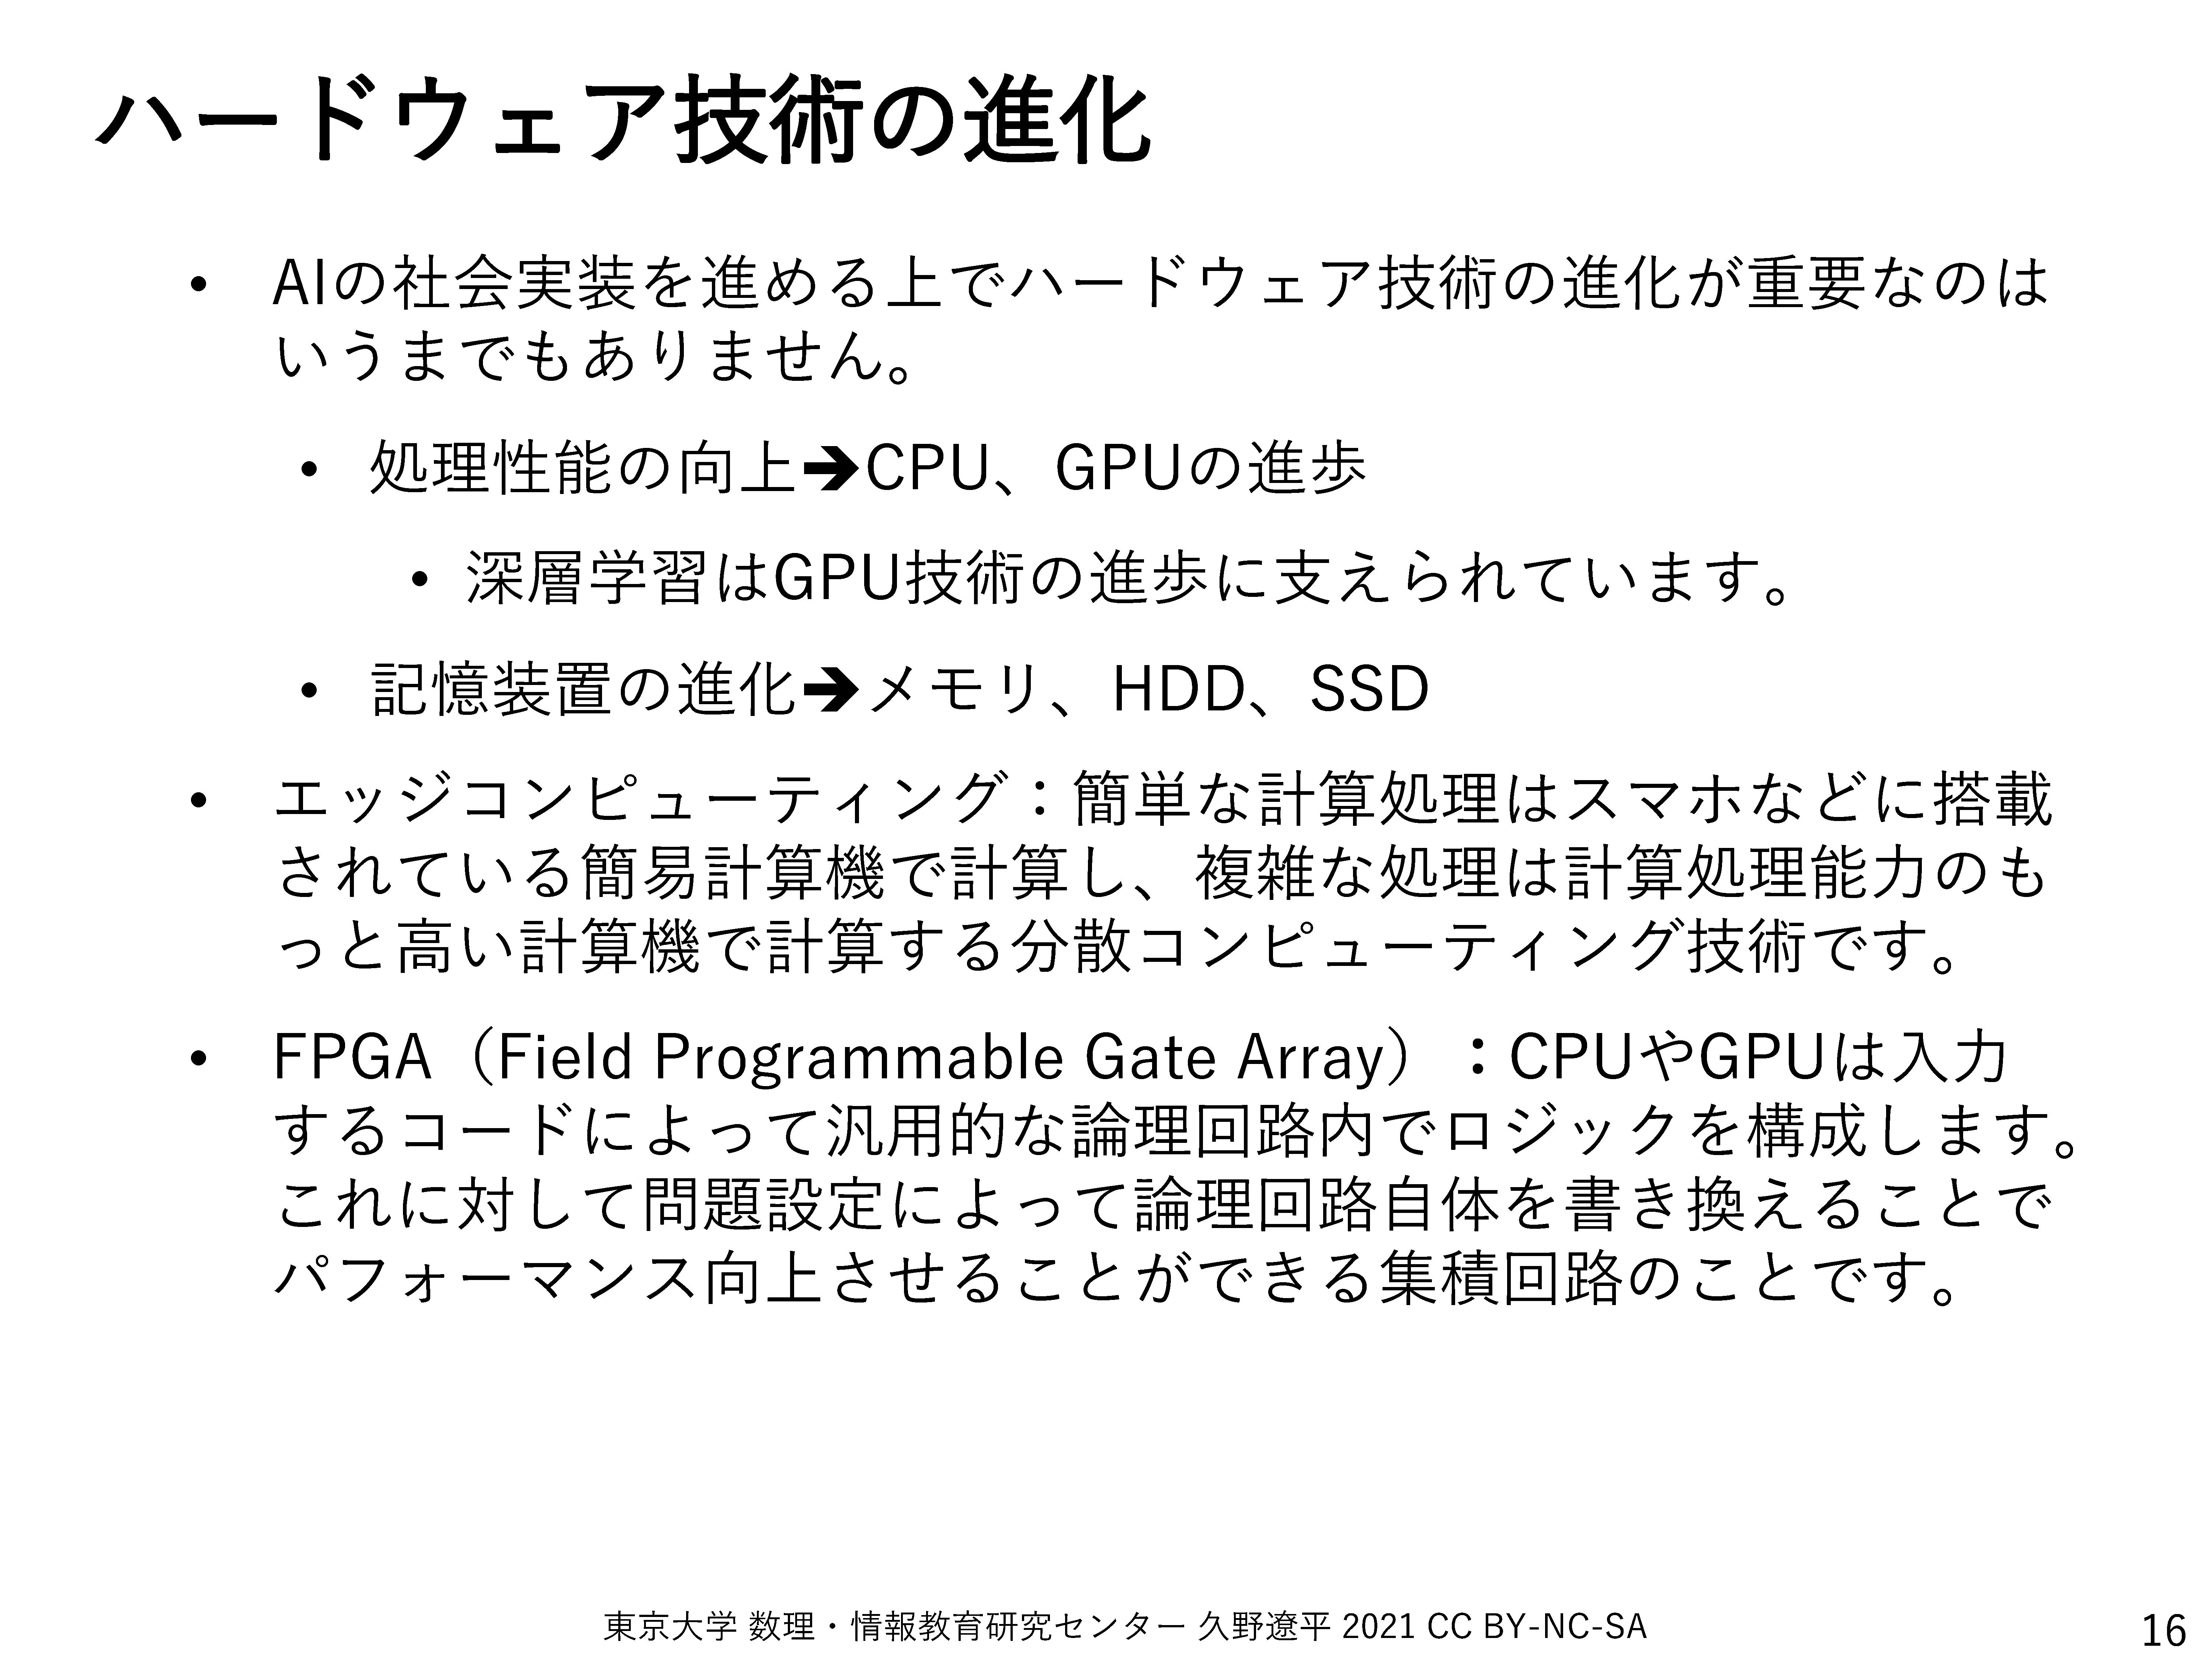 ハードウェア技術の進化
• AIの社会実装を進める上でハードウェア技術の進化が重要なのは
いうまでもありません。
• 処理性能の向上➔CPU、GPUの進歩
• 深層学習はGPU技術の進歩に支えられています。
• 記憶装置の進化➔メモリ、HDD、SSD
• エッジコンピューティング：簡単な計算処理はスマホなどに搭載
されている簡易計算機で計算し、複雑な処理は計算処理能力のも
っと高い計算機で計算する分散コンピューティング技術です。
• FPGA（Field Programmable Gate Array）：CPUやGPUは入力
するコードによって汎用的な論理回路内でロジックを構成します。
これに対して問題設定によって論理回路自体を書き換えることで
パフォーマンス向上させることができる集積回路のことです。
東京大学 数理・情報教育研究センター 久野遼平 2021 CC BY-NC-SA
16